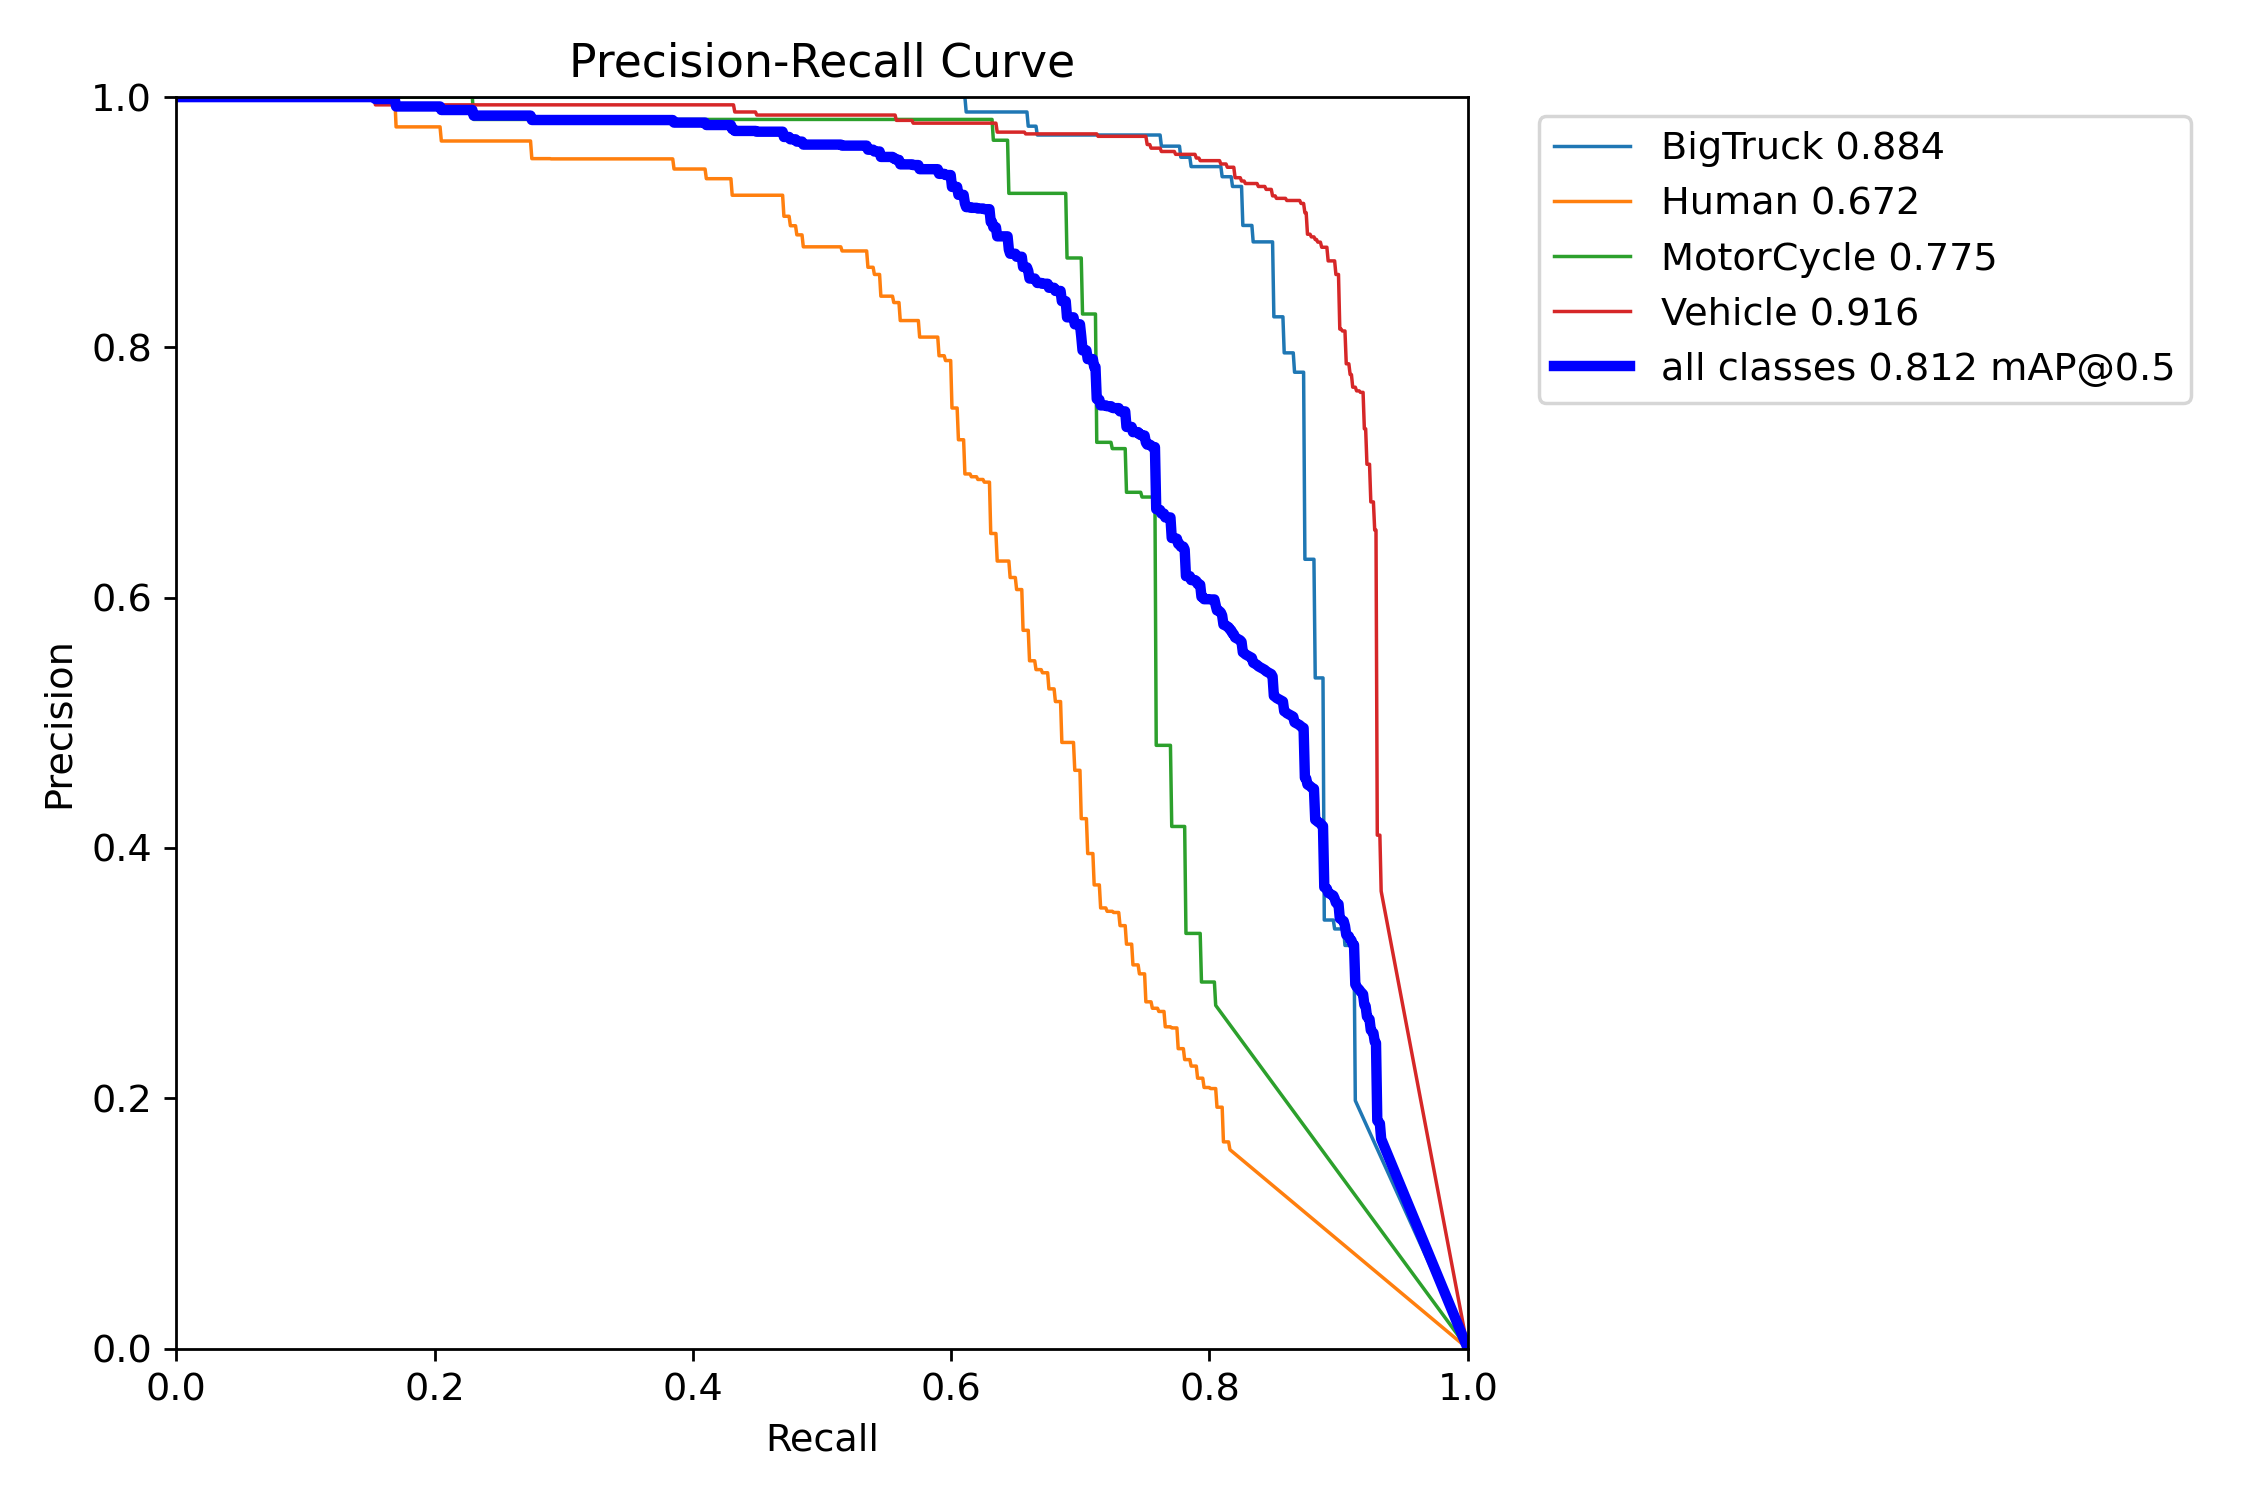 Precision-Recall Curve
1.0
0.8
0.6
0.4
0.2
0.0
Precision
0.0 0.2 0.4 0.6 0.8 1.0
Recall
BigTruck 0.884
Human 0.672
MotorCycle 0.775
Vehicle 0.916
all classes 0.812 mAP@0.5